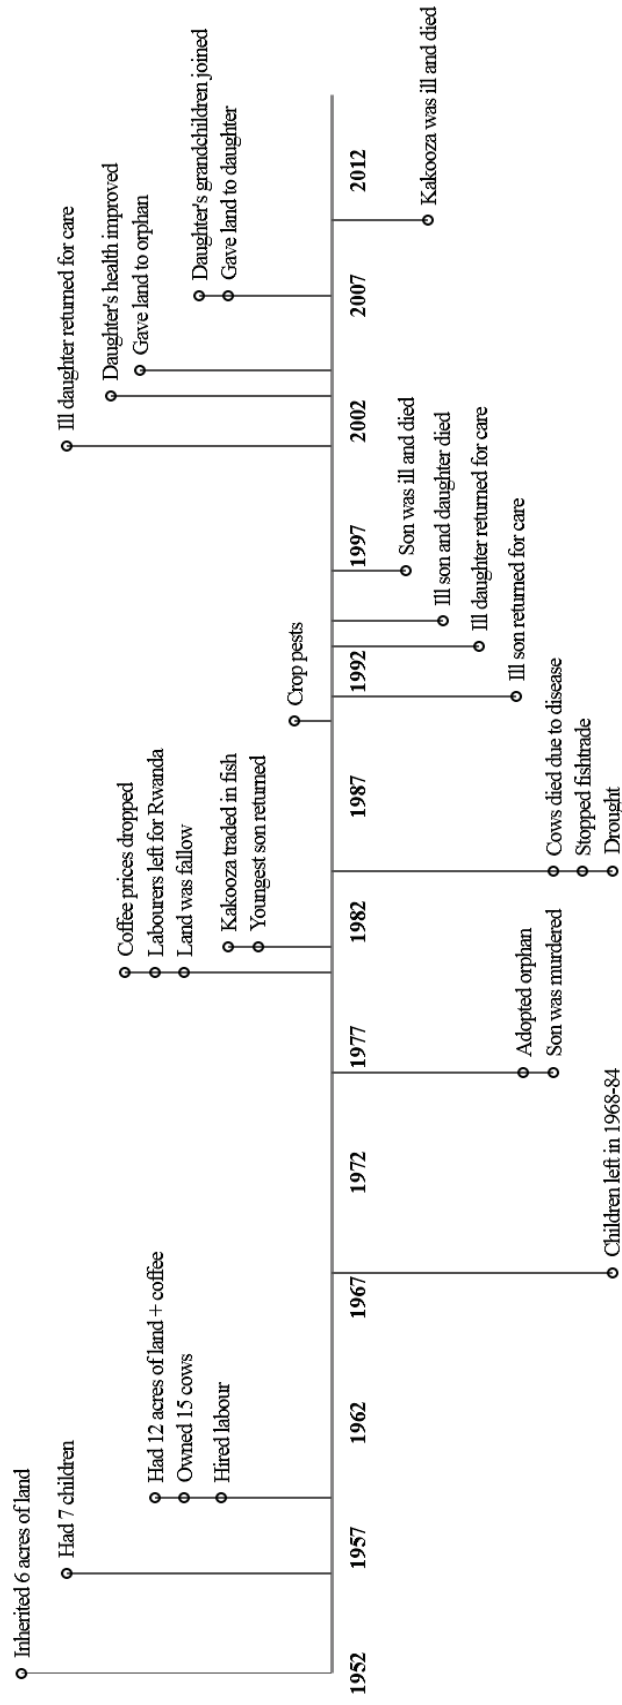 Inherited 6 acres of land
Had 7 children
Had 12 acres of land + coffee
Owned 15 cows
Hired labour
Coffee prices dropped
Labourers left for Rwanda
Land was fallow
Kakooza traded in fish
Youngest son returned
Crop pests
Ill daughter returned for care
Daughter's health improved
Gave land to orphan
Daughter's grandchildren joined
Gave land to daughter
1952
1957
1962
1967
1972
1977
1982
1987
1992
1997
2002
2007
2012
Children left in 1968-84
Adopted orphan
Son was murdered
Cows died due to disease
Stopped fishtrade
Drought
Ill son returned for care
Ill daughter returned for care
Ill son and daughter died
Son was ill and died
Kakooza was ill and died